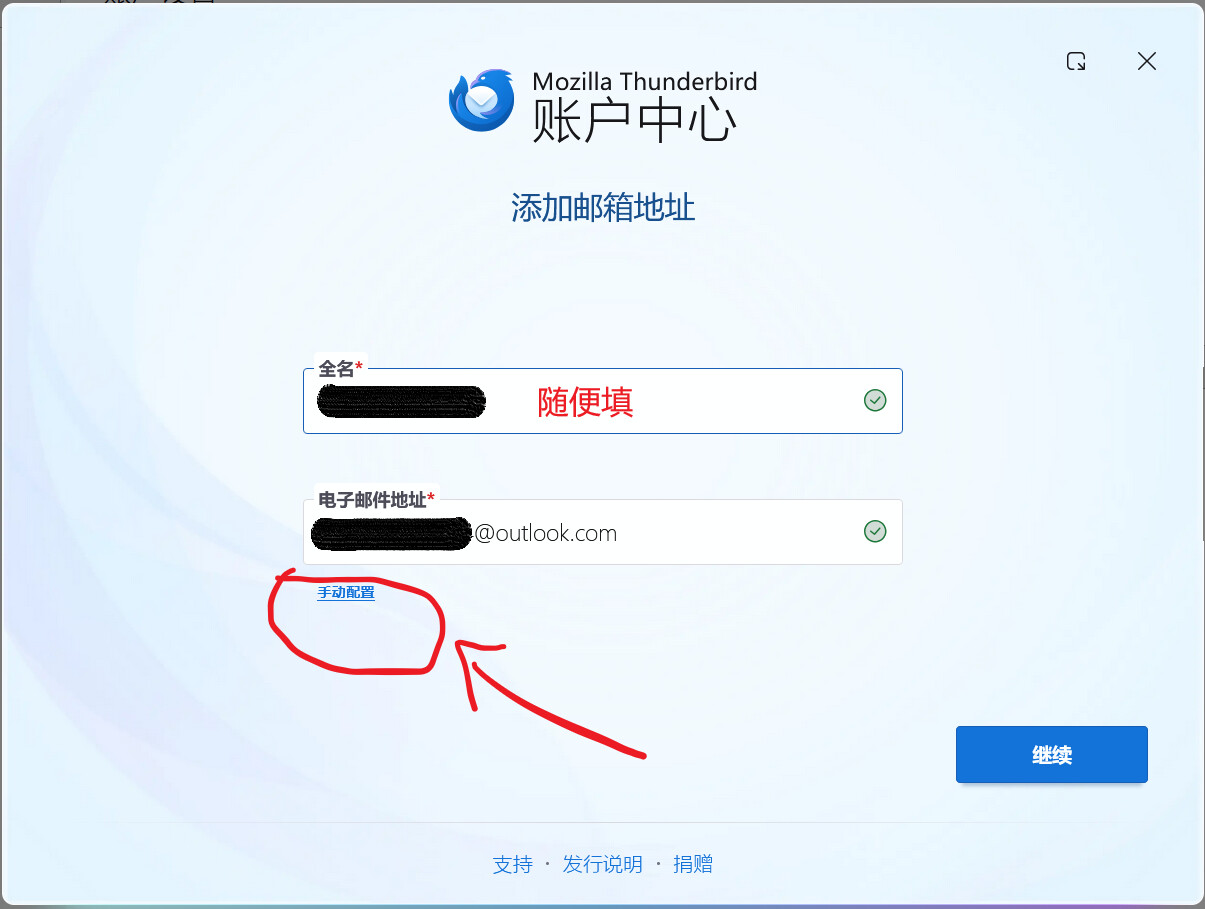 Mozilla Thunderbird
账户中心
添加邮箱地址
全名*
随便填
电子邮件地址*
@outlook.com
手动配置
继续
支持 · 发行说明 · 捐赠